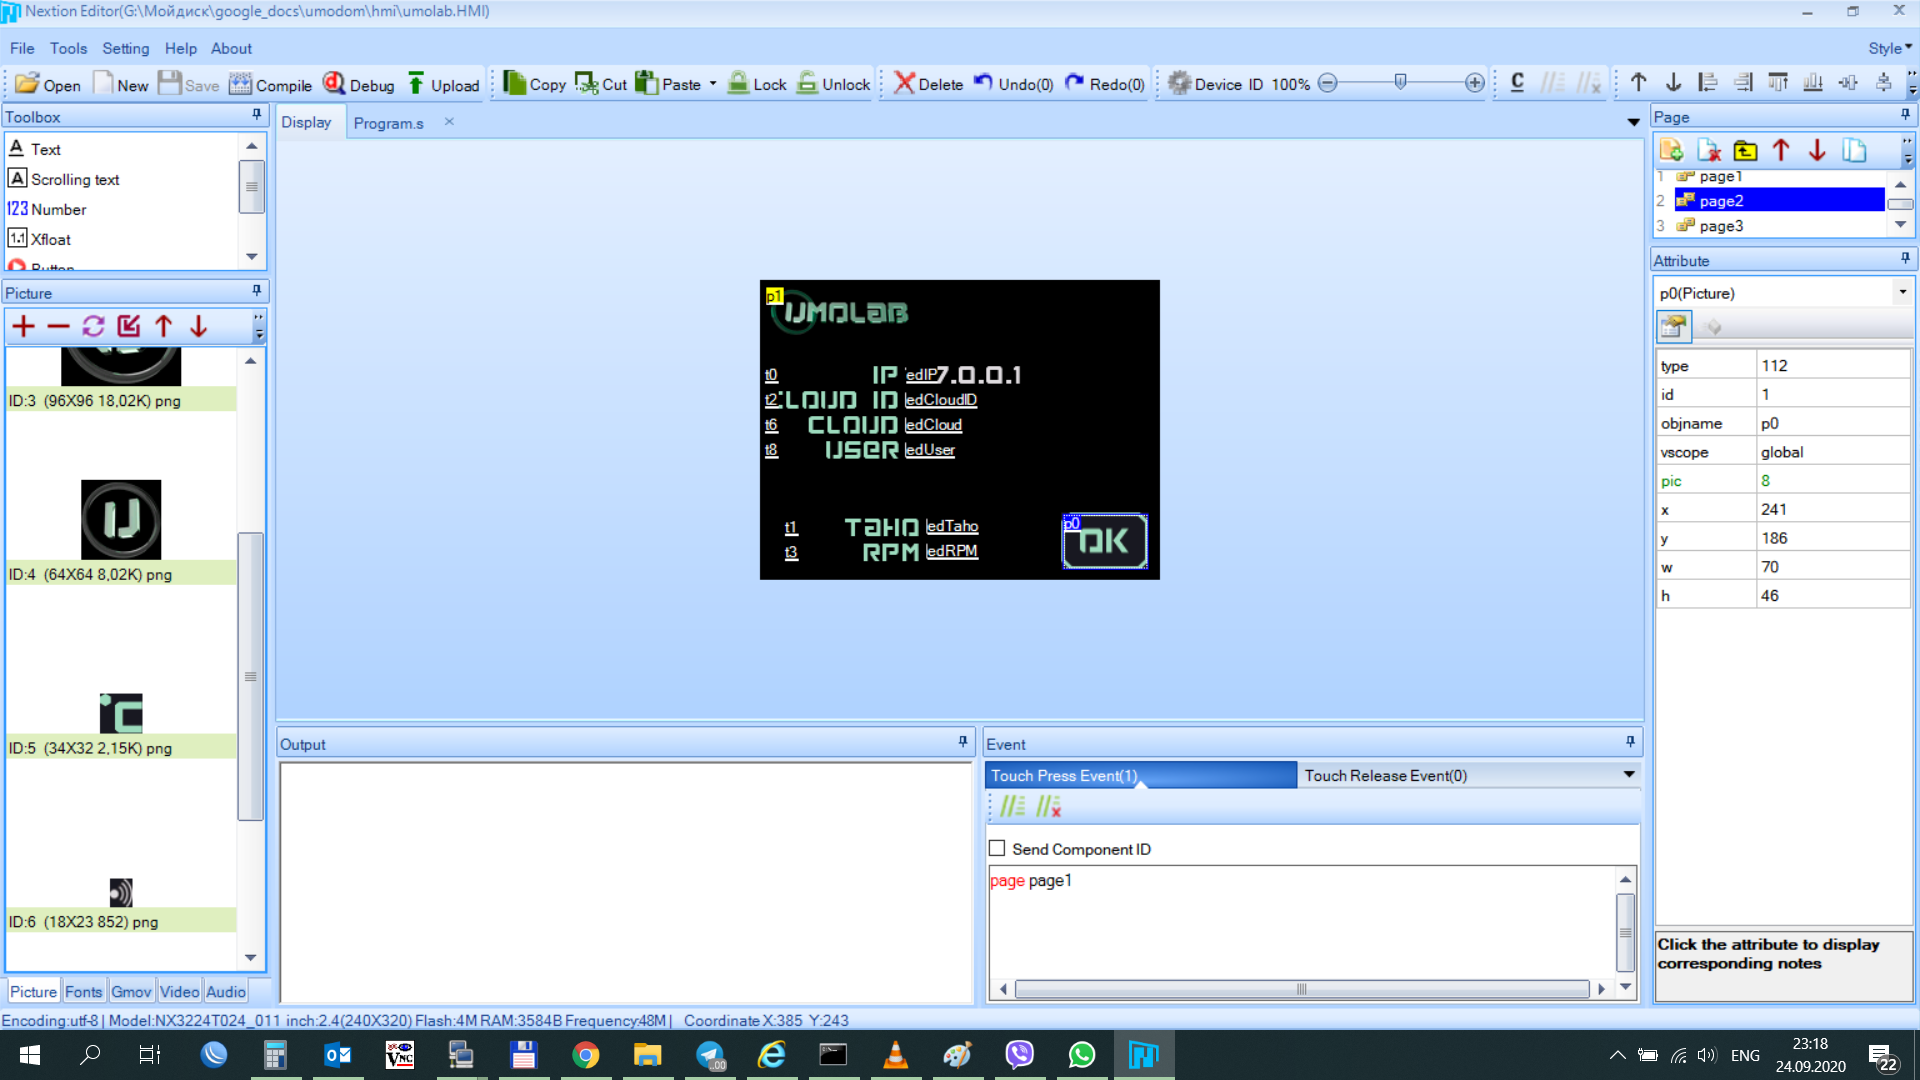 Nextion Editor(G:\Мойдиск\google_docs\umodom\hmi\umolab.HMI)
File Tools Setting Help About Style
Open New Save Compile Debug Upload Copy Cut Paste Lock Unlock Delete Undo(0) Redo(0) Device ID 100%
Toolbox
Text
Scrolling text
123 Number
1.1 Xfloat
Button
Picture
ID:3 (96X96 18,02K) png
ID:4 (64X64 8,02K) png
ID:5 (34X32 2,15K) png
ID:6 (18X23 852) png
Picture Fonts Gmov Video Audio
Display Program.s
p1 UMOLAB
t0 IP edIP 7.0.0.1
t2 LOUD ID edCloudID
t6 CLOUD edCloud
t8 USER edUser
t1 TAHO edTaho
t3 RPM edRPM
p0 OK
Output
Event
Touch Press Event(1) Touch Release Event(0)
Send Component ID
page page1
Page
1 page1
2 page2
3 page3
Attribute
p0(Picture)
type 112
id 1
objname p0
vscope global
pic 8
x 241
y 186
w 70
h 46
Click the attribute to display
corresponding notes
Encoding:utf-8 | Model:NX3224T024_011 inch:2.4(240X320) Flash:4M RAM:3584B Frequency:48M | Coordinate X:385 Y:243
ENG
23:18
24.09.2020
22